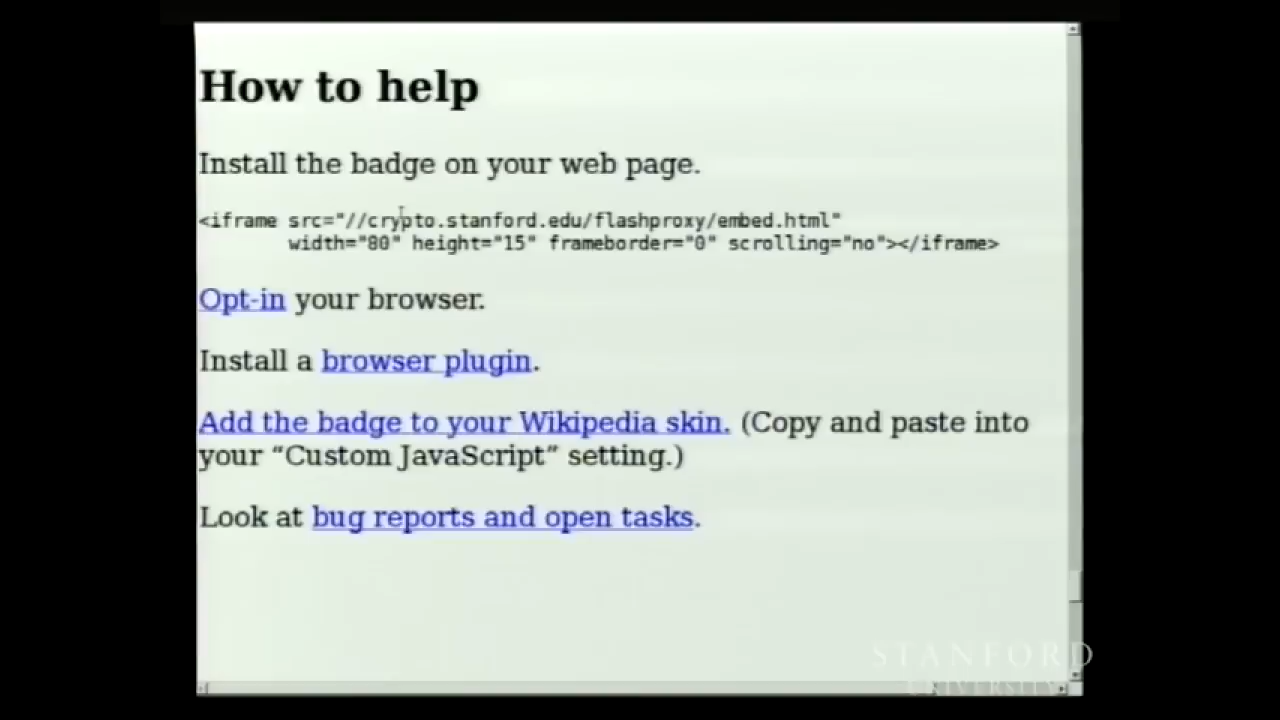 How to help
Install the badge on your web page.
<iframe src="//crypto.stanford.edu/flashproxy/embed.html"
width="80" height="15" frameborder="0" scrolling="no"></iframe>
Opt-in your browser.
Install a browser plugin.
Add the badge to your Wikipedia skin. (Copy and paste into
your “Custom JavaScript” setting.)
Look at bug reports and open tasks.
STANFORD
UNIVERSITY